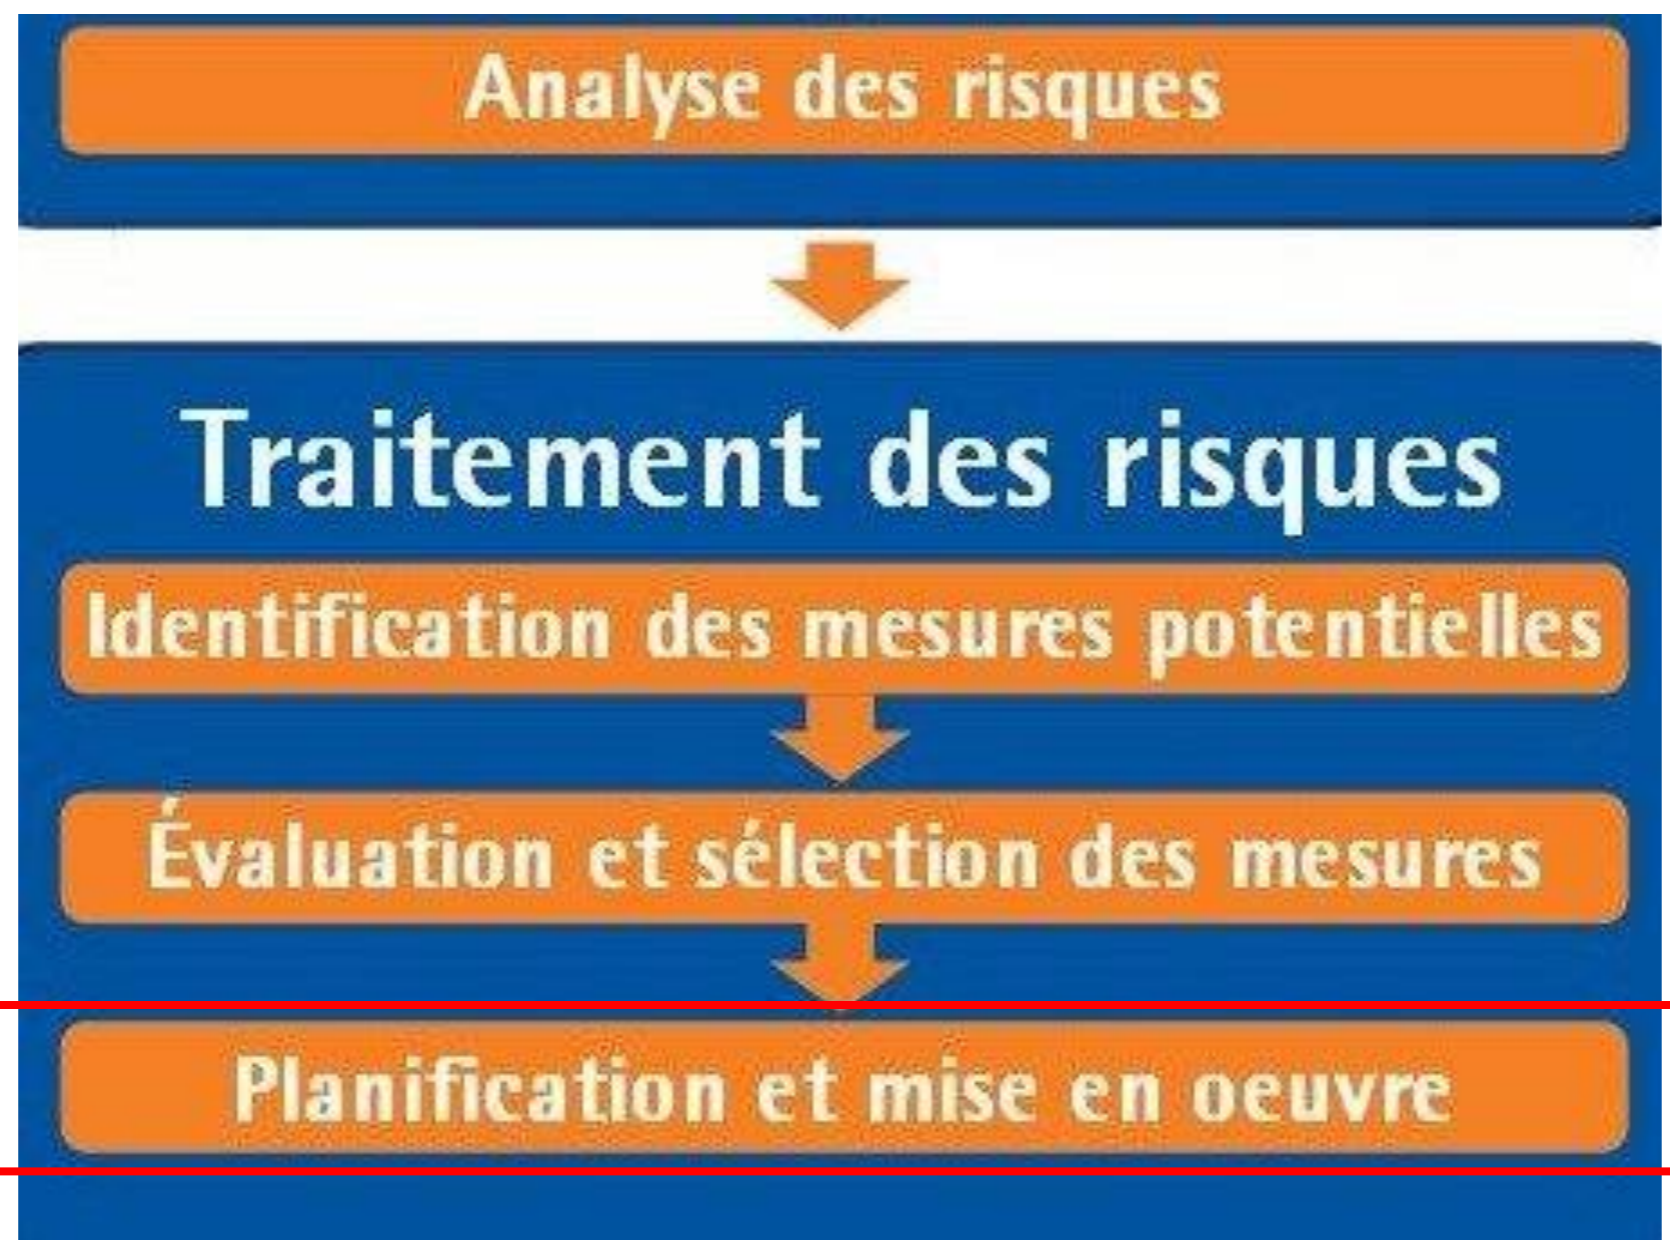 Analyse des risques
Traitement des risques
Identification des mesures potentielles
Évaluation et sélection des mesures
Planification et mise en oeuvre